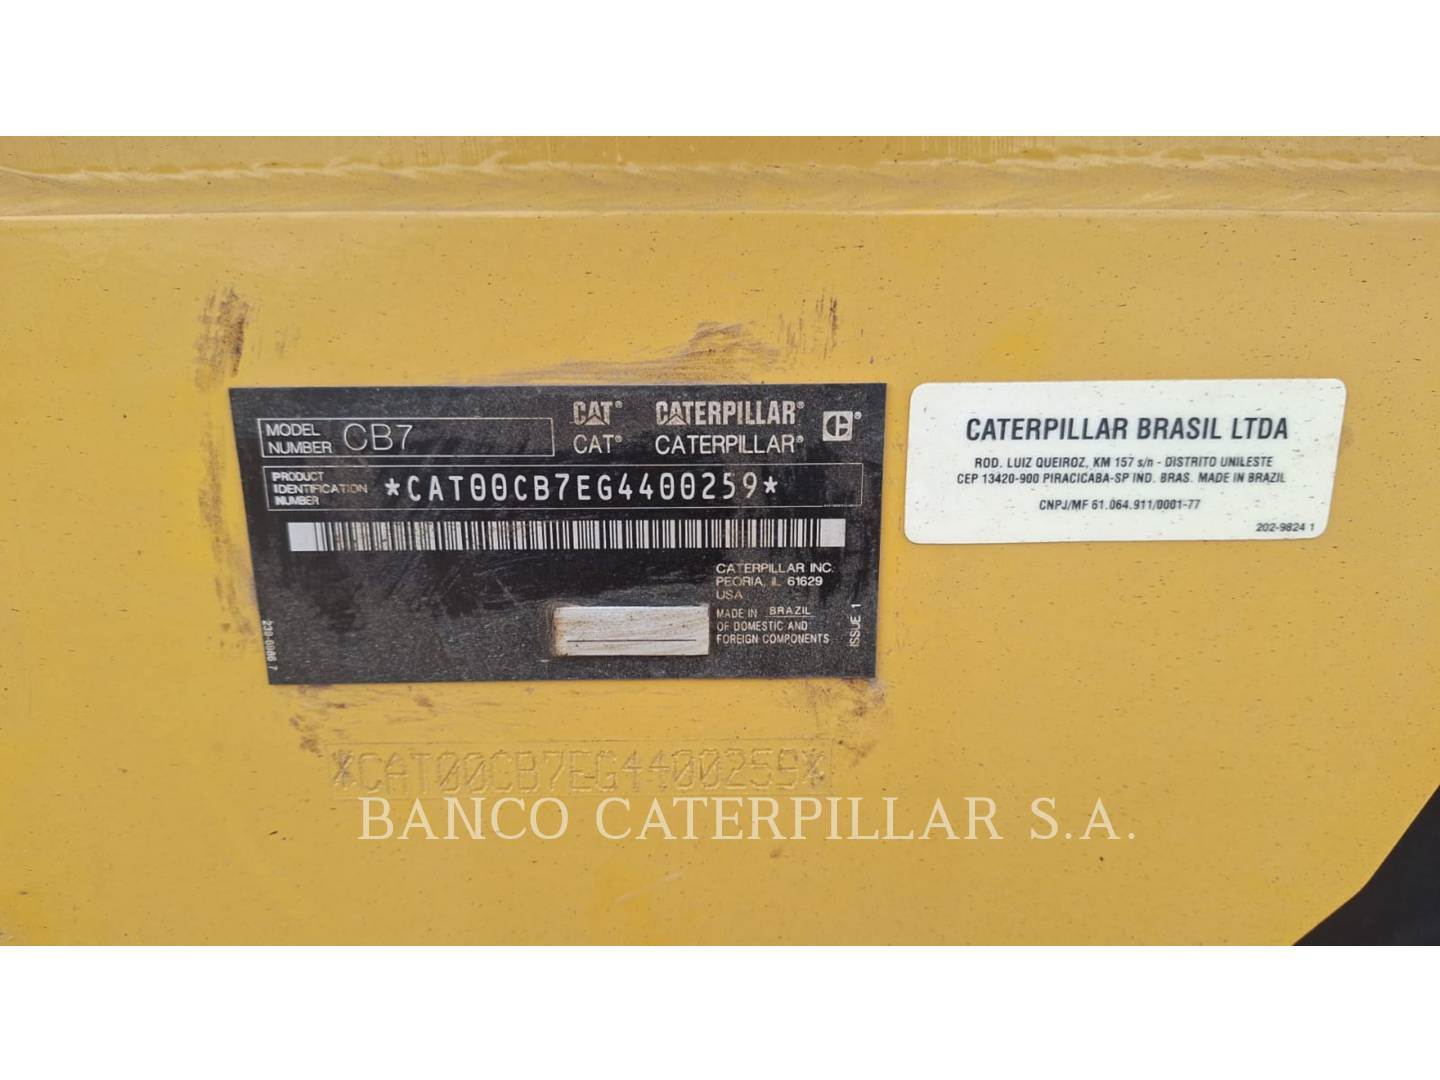 CAT® CATERPILLAR® C®
MODEL NUMBER CB7
CAT® CATERPILLAR®
PRODUCT IDENTIFICATION NUMBER *CAT00CB7EG4400259*
CATERPILLAR INC.
PEORIA, IL 61629
USA
MADE IN BRAZIL
OF DOMESTIC AND
FOREIGN COMPONENTS
ISSUE 1
CATERPILLAR BRASIL LTDA
ROD. LUIZ QUEIROZ, KM 157 s/n - DISTRITO UNILESTE
CEP 13420-900 PIRACICABA-SP IND. BRAS. MADE IN BRAZIL
CNPJ/MF 61.064.911/0001-77
202-9824 1
*CAT00CB7EG4400259*
BANCO CATERPILLAR S.A.